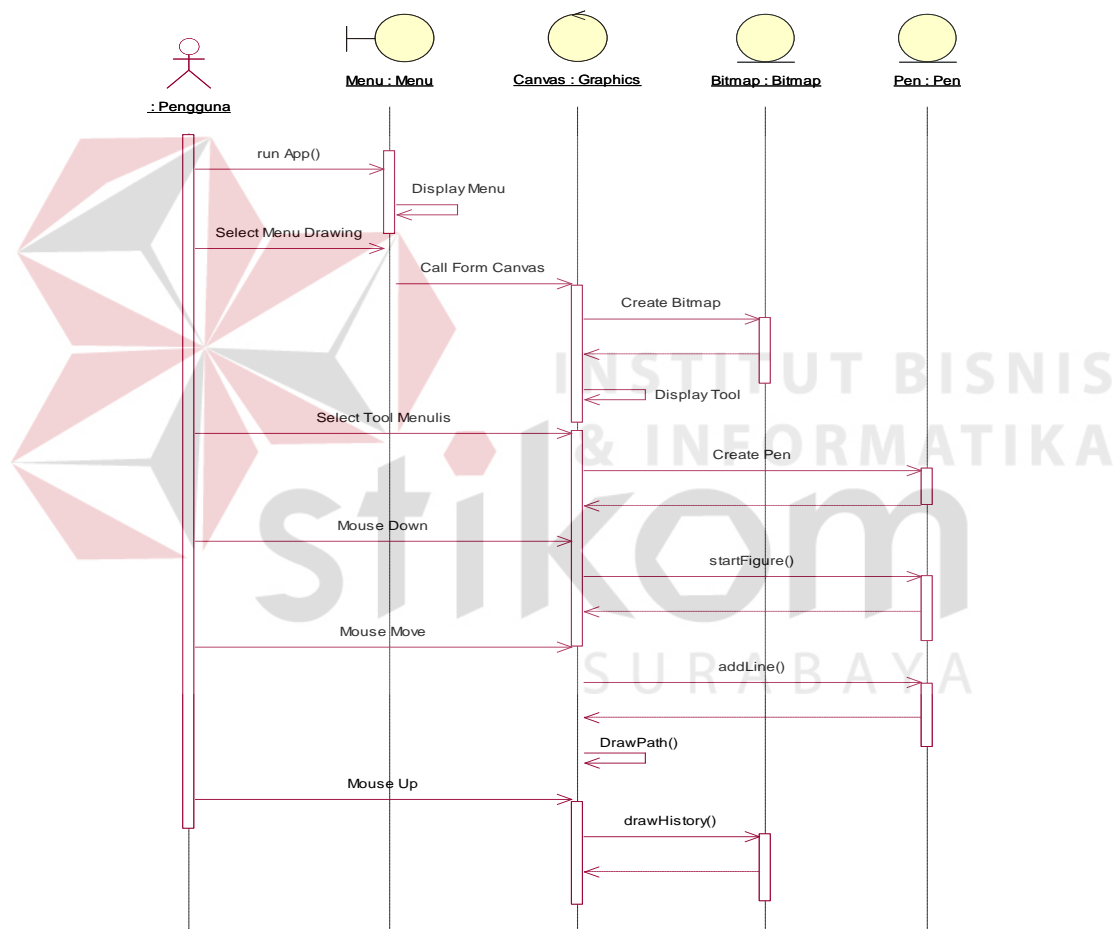 : Pengguna
Menu : Menu
Canvas : Graphics
Bitmap : Bitmap
Pen : Pen
run App()
Display Menu
Select Menu Drawing
Call Form Canvas
Create Bitmap
INSTITUT BISNIS
Display Tool
Select Tool Menulis
& INFORMATIKA
Create Pen
stikom
Mouse Down
startFigure()
Mouse Move
addLine()
SURABAYA
DrawPath()
Mouse Up
drawHistory()